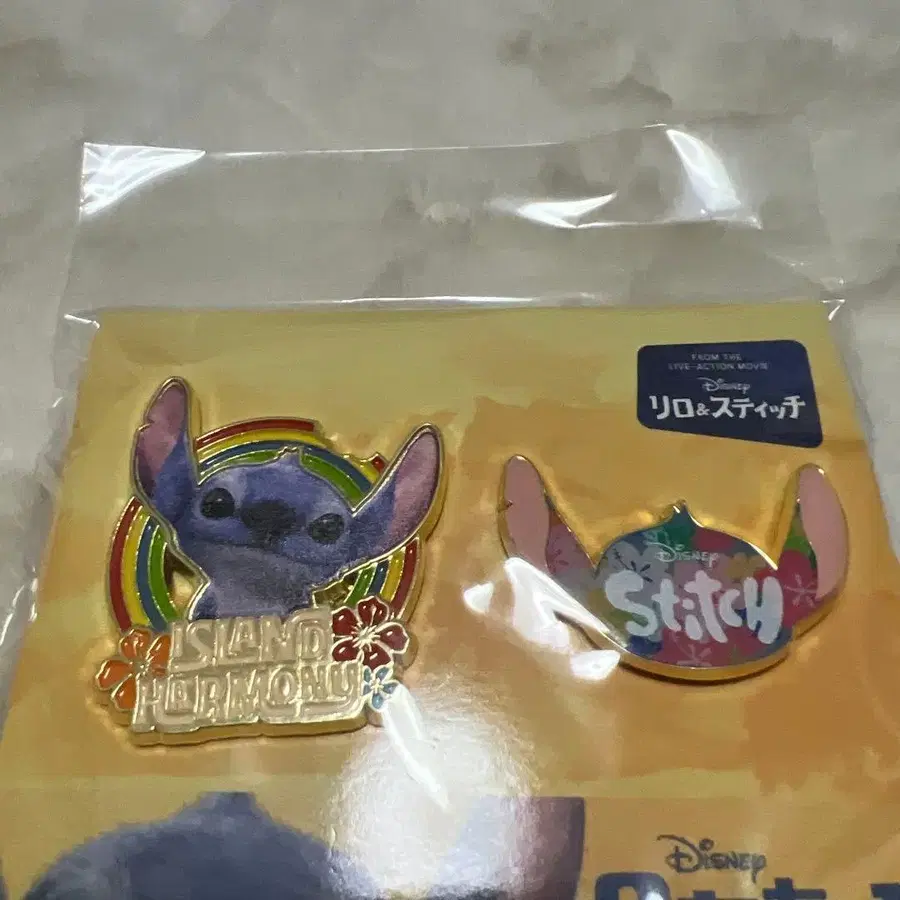 FROM THE
LIVE-ACTION MOVIE
Disney
リロ&スティッチ
ISLAND
HARMONY
Disney
Stitch
Disney